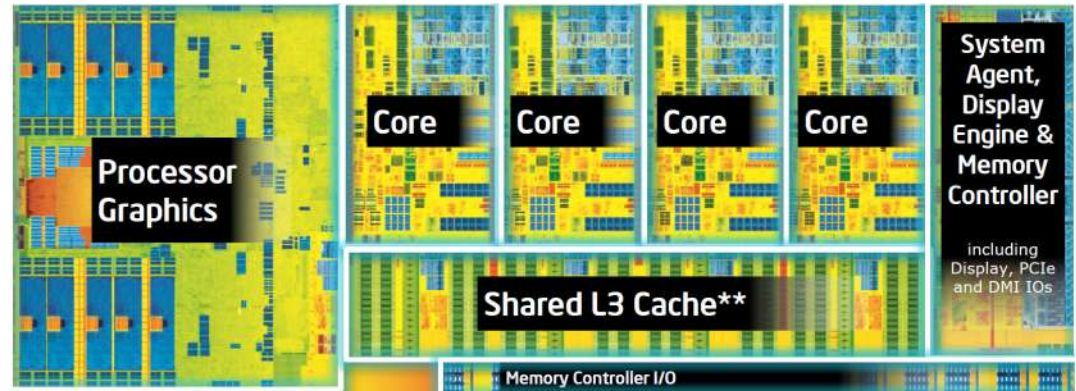 Processor
Graphics
Core
Core
Core
Core
System
Agent,
Display
Engine &
Memory
Controller
including
Display, PCIe
and DMI IOs
Shared L3 Cache**
Memory Controller I/O